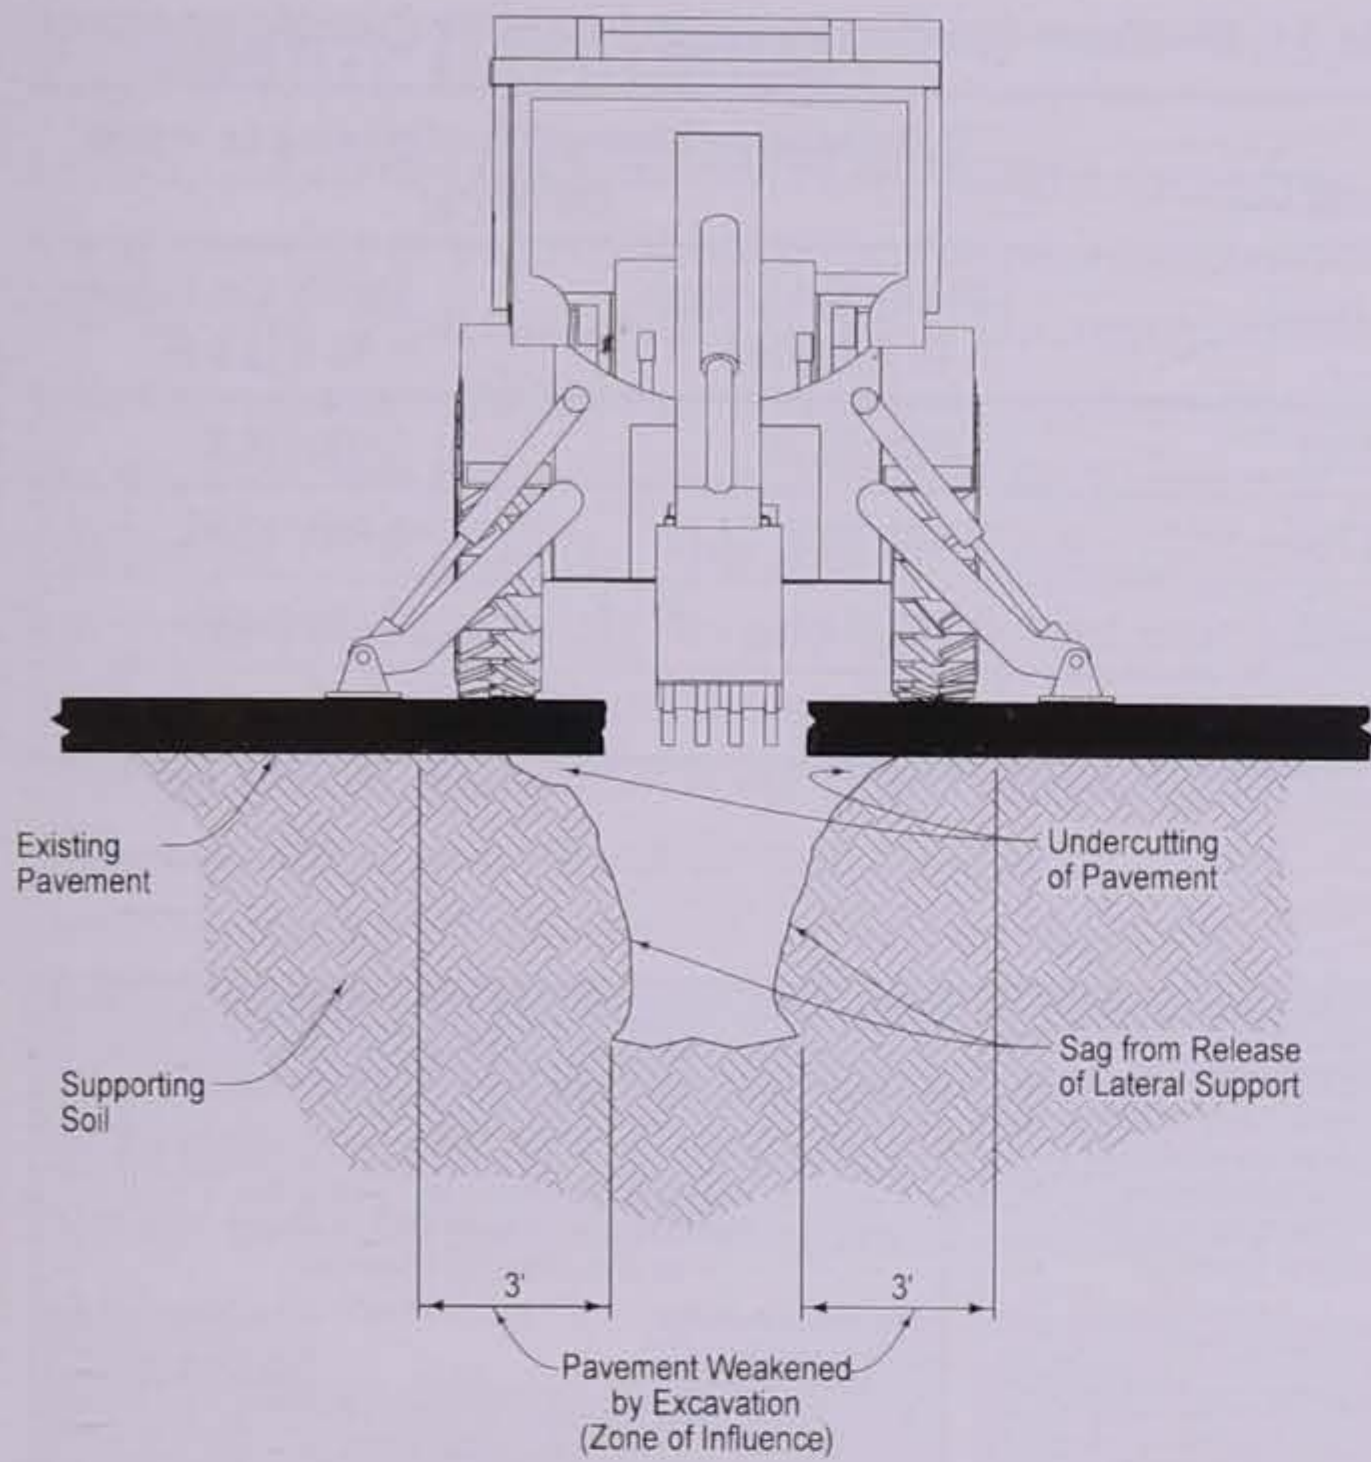 Existing
Pavement
Undercutting
of Pavement
Supporting
Soil
Sag from Release
of Lateral Support
3'
3'
Pavement Weakened
by Excavation
(Zone of Influence)